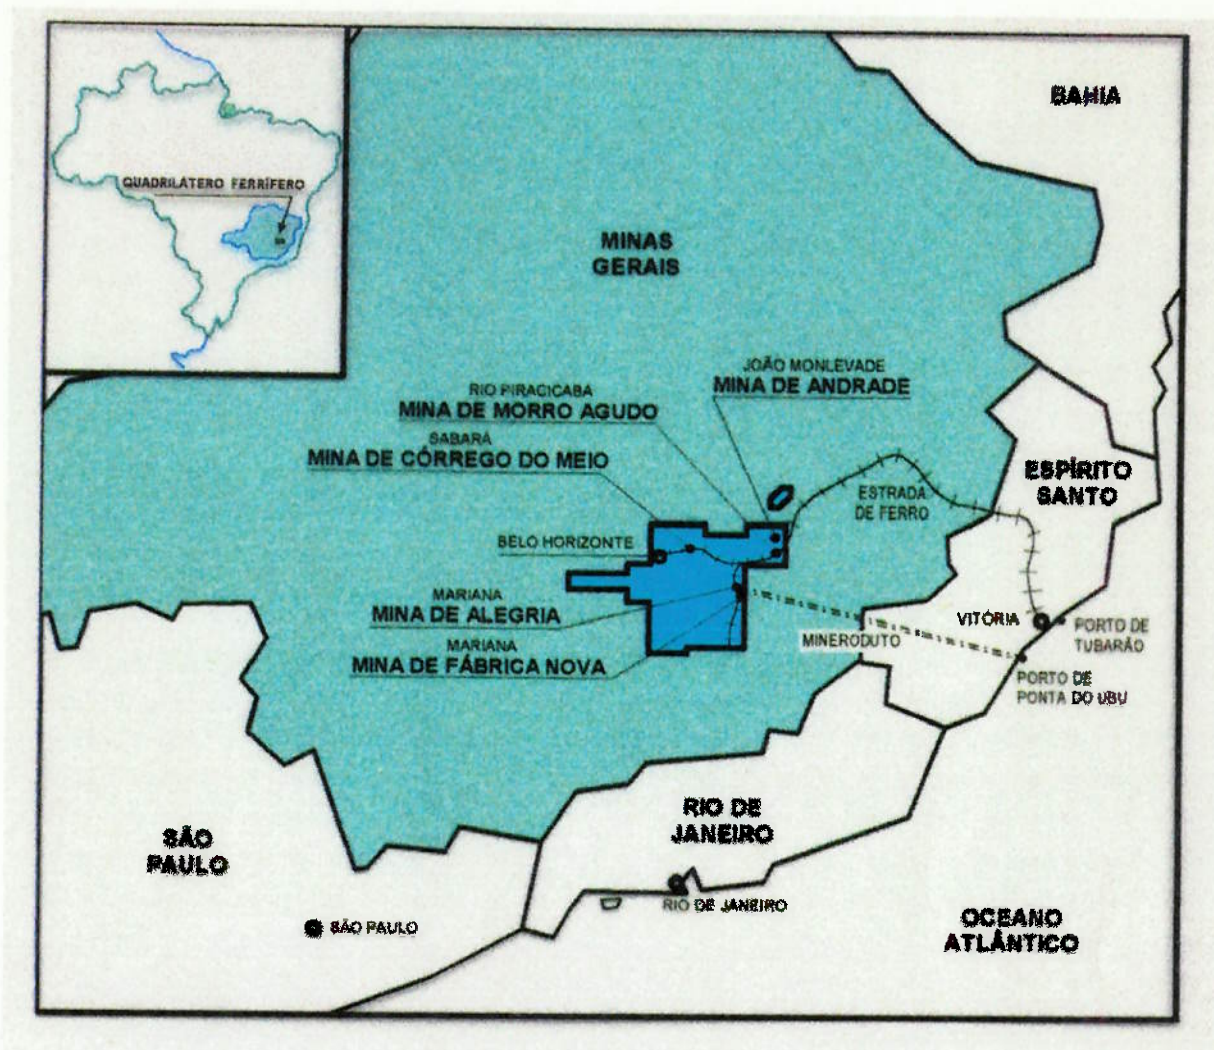 BAHIA
QUADRILÁTERO FERRÍFERO
MINAS
GERAIS
JOÃO MONLEVADE
MINA DE ANDRADE
RIO PIRACICABA
MINA DE MORRO AGUDO
SABARÁ
MINA DE CÓRREGO DO MEIO
ESPÍRITO
SANTO
ESTRADA
DE FERRO
BELO HORIZONTE
MARIANA
MINA DE ALEGRIA
VITÓRIA
PORTO DE
TUBARÃO
MINERODUTO
MARIANA
MINA DE FÁBRICA NOVA
PORTO DE
PONTA DO UBU
RIO DE
JANEIRO
SÃO
PAULO
RIO DE JANEIRO
SÃO PAULO
OCEANO
ATLÂNTICO